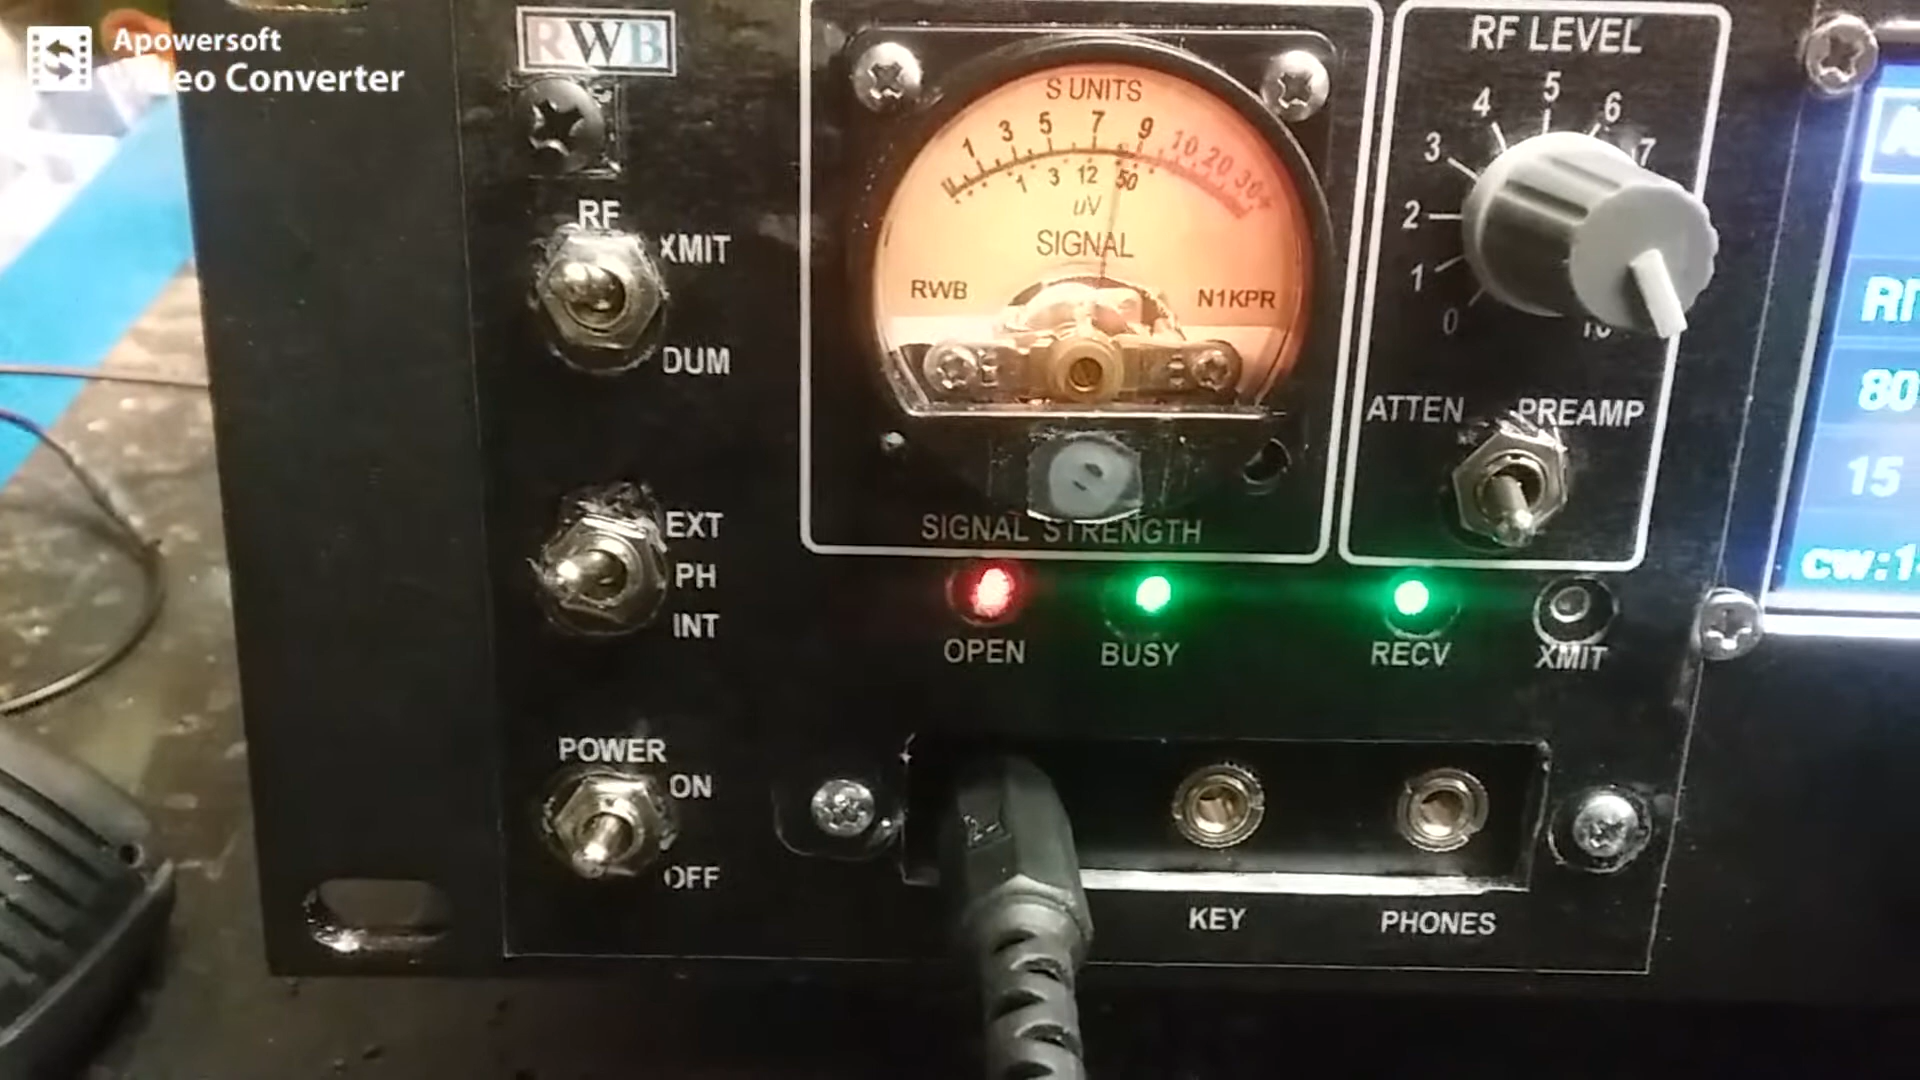 Apowersoft
Video Converter
RWB
RF
XMIT
DUM
EXT
PH
INT
POWER
ON
OFF
S UNITS
1 3 5 7 9 10 20 30+
1 3 12 50
uV
SIGNAL
RWB
N1KPR
SIGNAL STRENGTH
RF LEVEL
0 1 2 3 4 5 6 7 10
ATTEN
PREAMP
OPEN
BUSY
RECV
XMIT
KEY
PHONES
80
15
cw:1